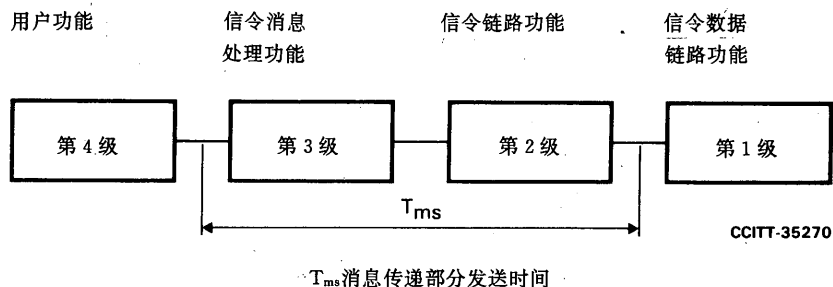 用户功能
信令消息
处理功能
信令链路功能
信令数据
链路功能
第4级
第3级
第2级
第1级
Tms
CCITT-35270
Tms消息传递部分发送时间